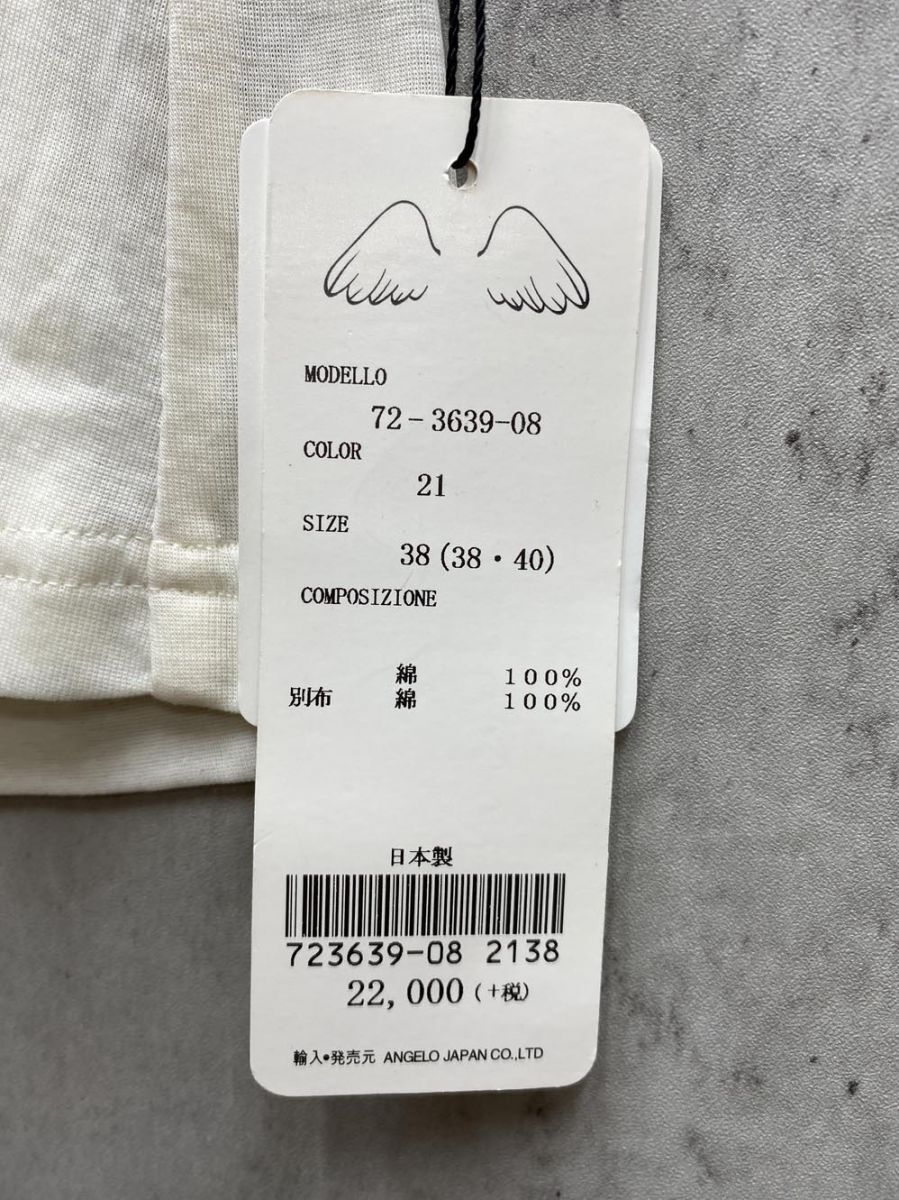 MODELLO
72-3639-08
COLOR
21
SIZE
38(38・40)
COMPOSIZIONE
綿 100%
別布 綿 100%
日本製
723639-08 2138
22,000(+税)
輸入●発売元 ANGELO JAPAN CO.,LTD